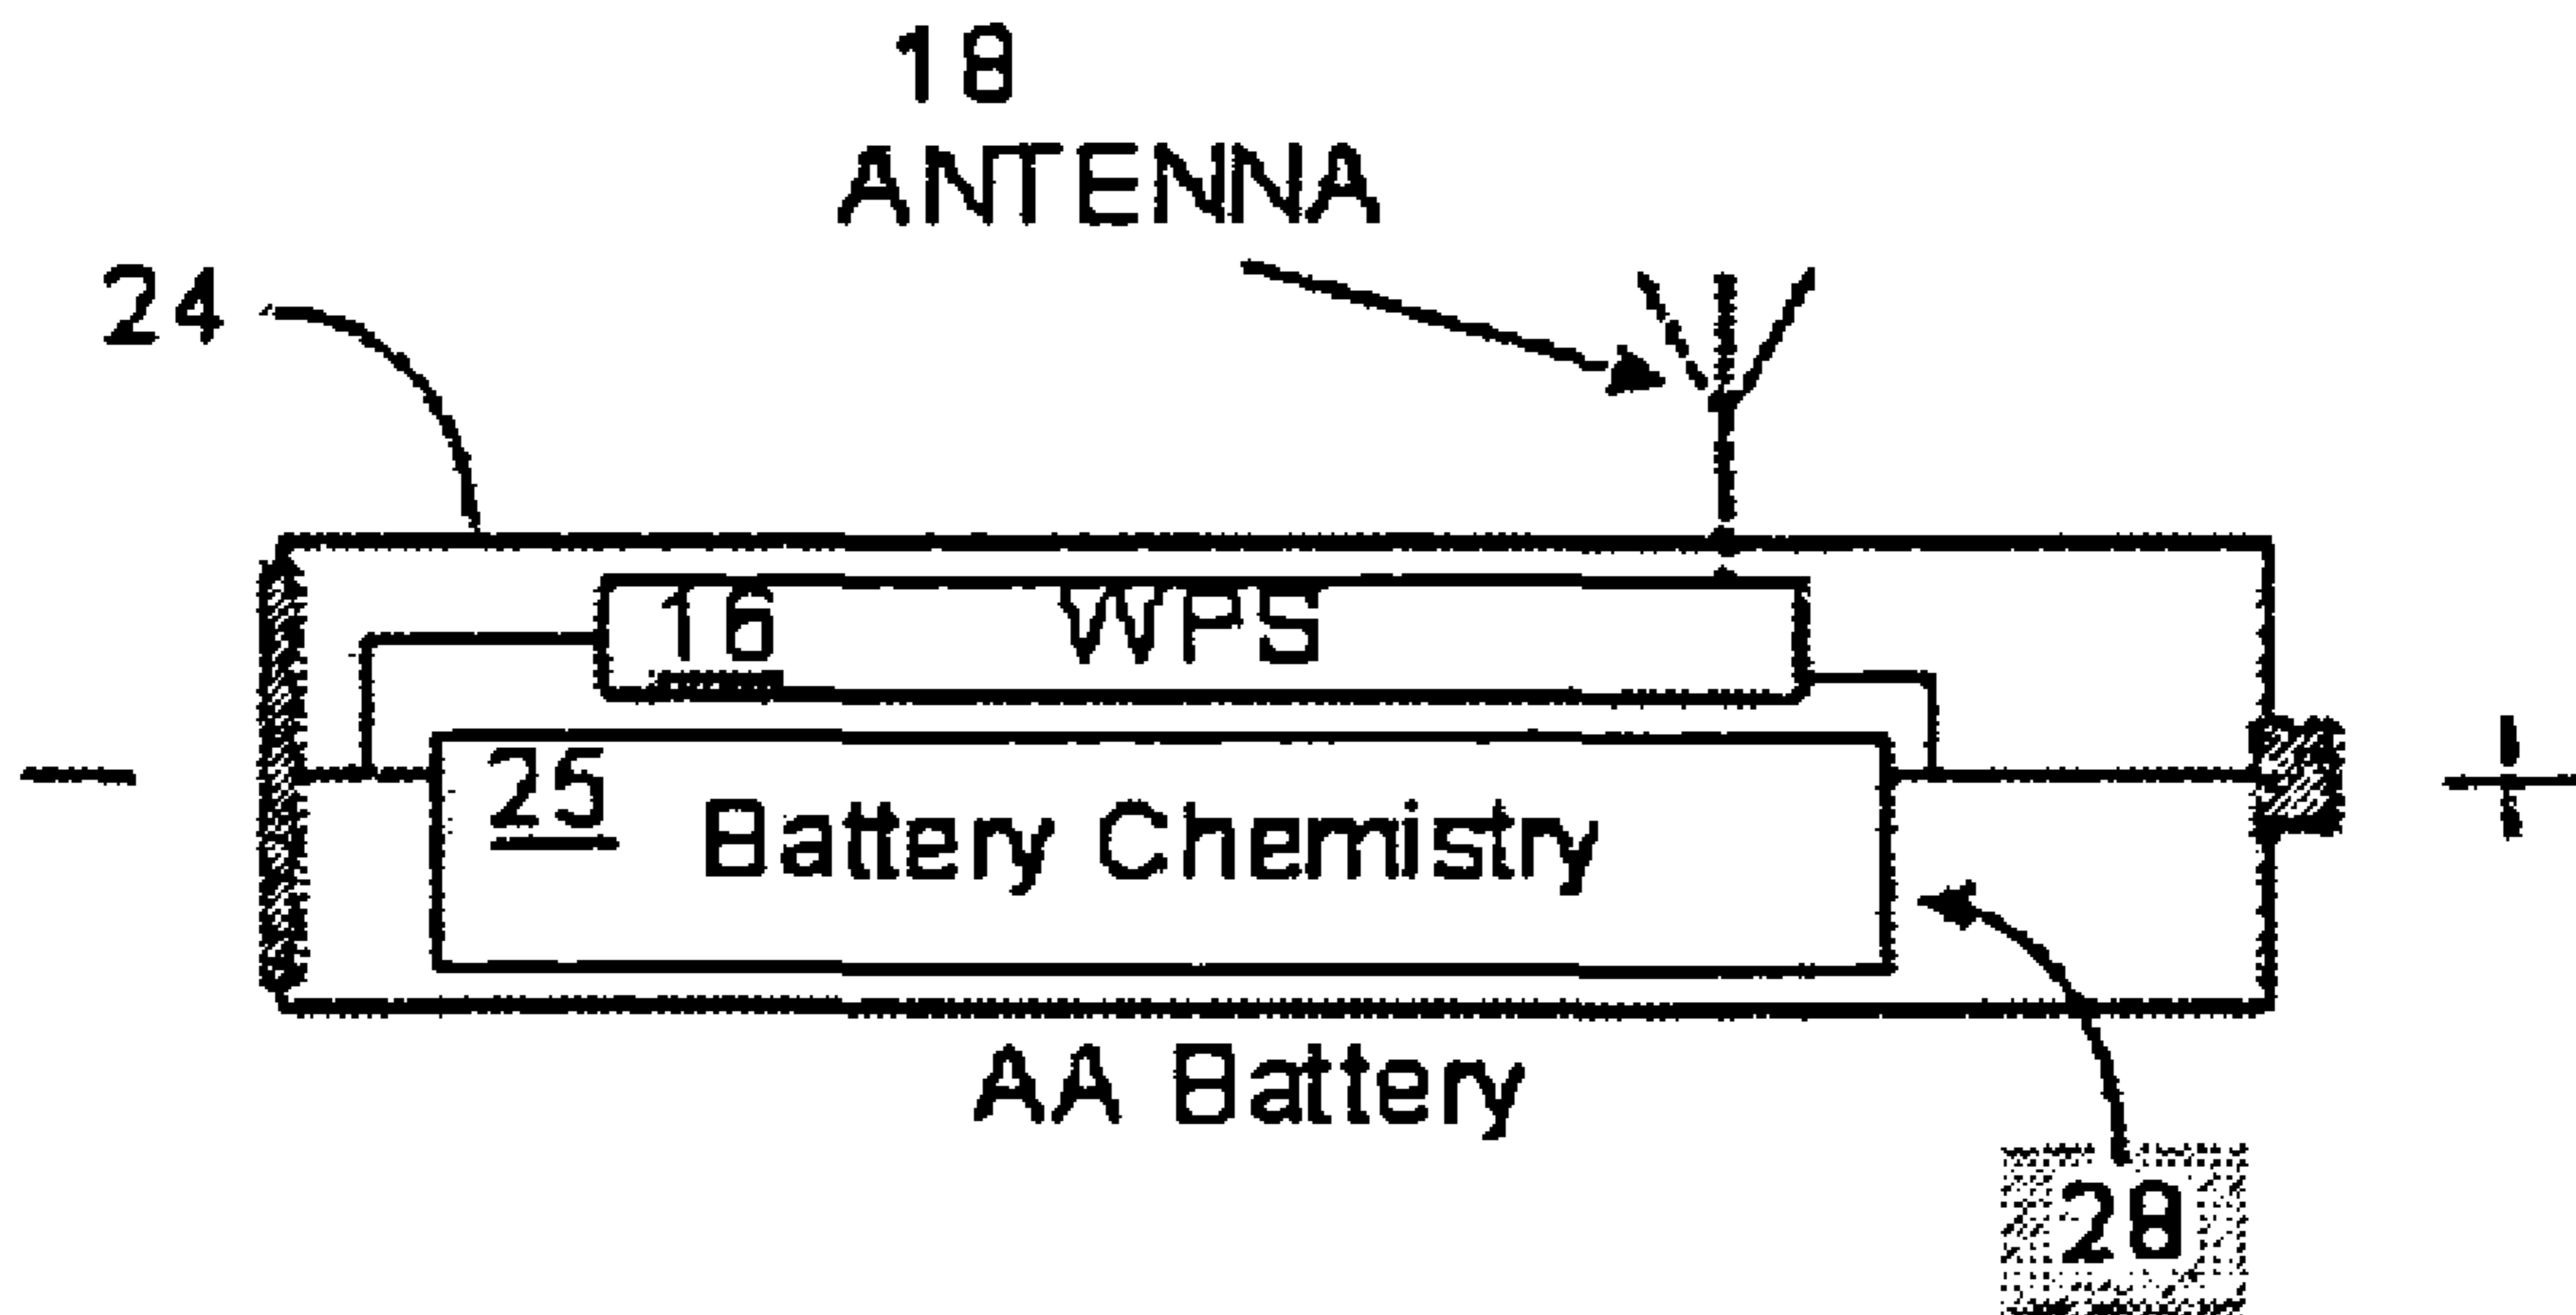 18
ANTENNA
24
16 WPS
25
Battery Chemistry
- +
AA Battery
28